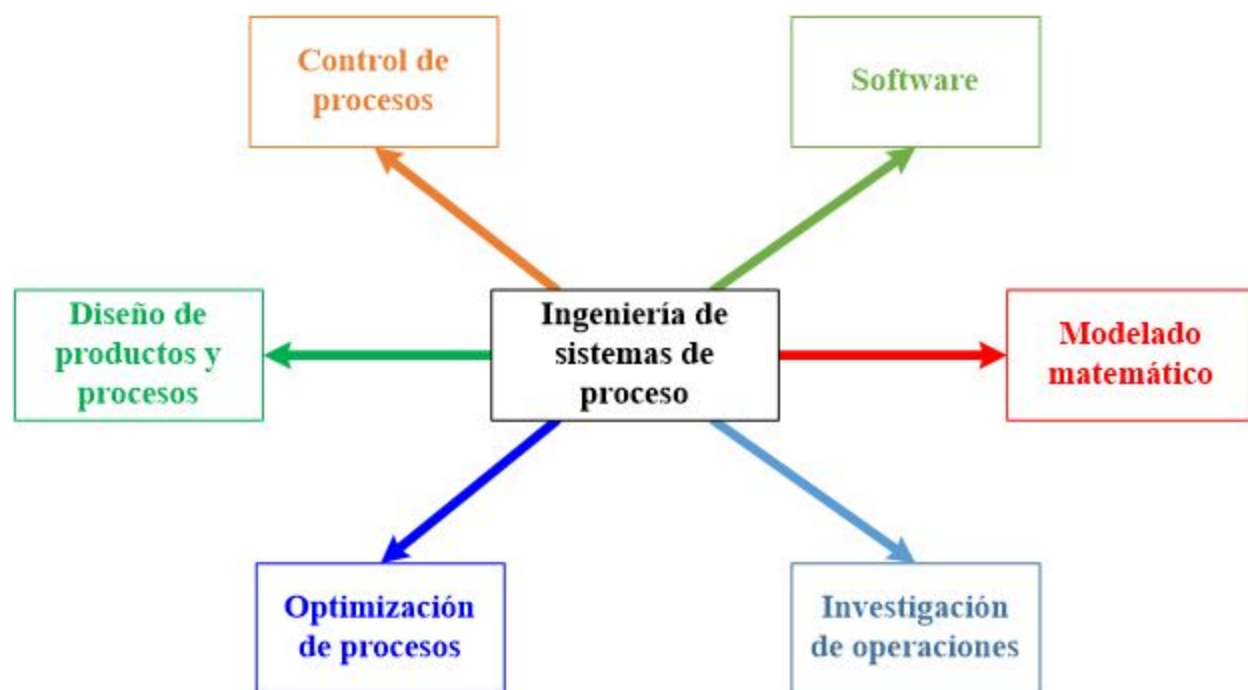 Control de
procesos
Software
Diseño de
productos y
procesos
Ingeniería de
sistemas de
proceso
Modelado
matemático
Optimización
de procesos
Investigación
de operaciones